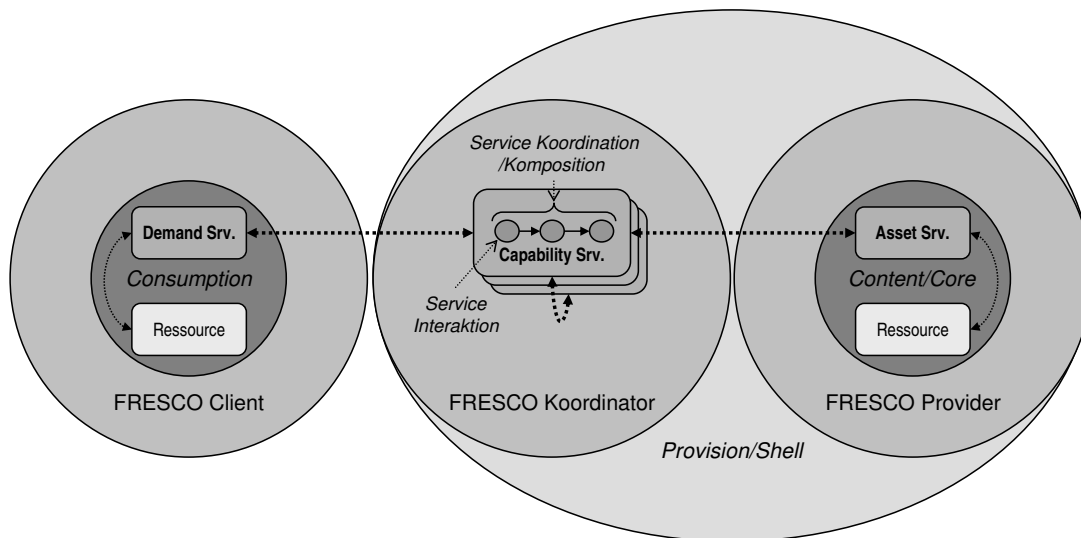 Service Koordination
/Komposition
Demand Srv.
Consumption
Ressource
FRESCO Client
Capability Srv.
Service
Interaktion
FRESCO Koordinator
Asset Srv.
Content/Core
Ressource
FRESCO Provider
Provision/Shell